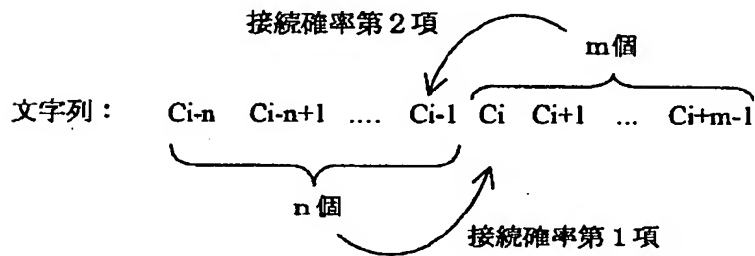 接続確率第2項
m個
文字列： Ci-n Ci-n+1 .... Ci-1 Ci Ci+1 ... Ci+m-1
n個
接続確率第1項